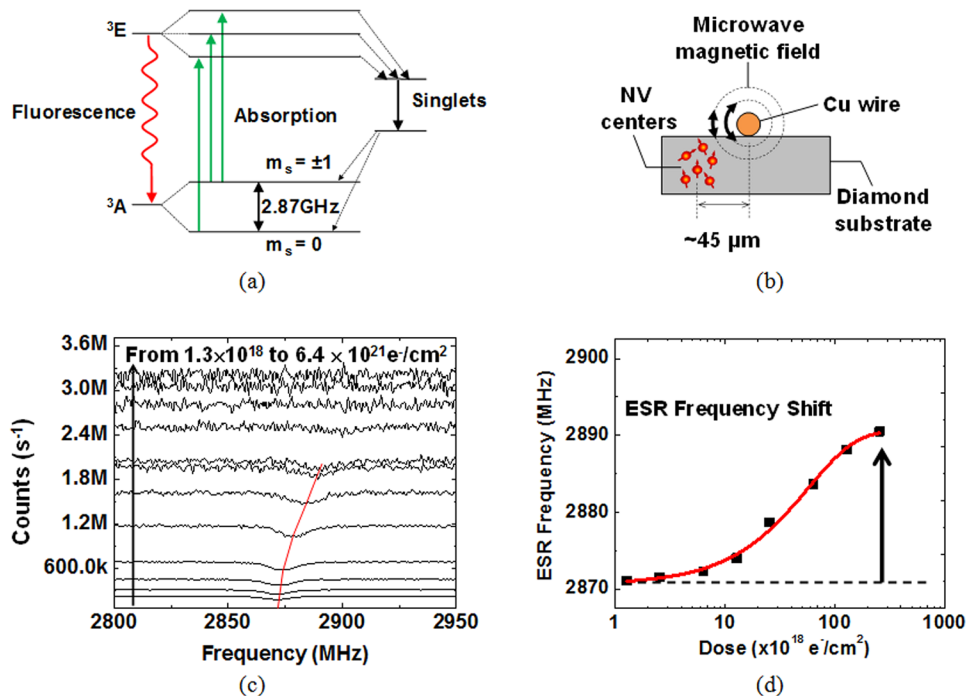 ³E
Fluorescence
Absorption
Singlets
mₛ = ±1
³A
2.87GHz
mₛ = 0
(a)
Microwave
magnetic field
NV
centers
Cu wire
Diamond
substrate
~45 µm
(b)
From 1.3×10¹⁸ to 6.4 × 10²¹e⁻/cm²
3.6M
3.0M
2.4M
1.8M
1.2M
600.0k
Counts (s⁻¹)
2800 2850 2900 2950
Frequency (MHz)
(c)
ESR Frequency Shift
2900
2890
2880
2870
ESR Frequency (MHz)
1 10 100 1000
Dose (x10¹⁸ e⁻/cm²)
(d)